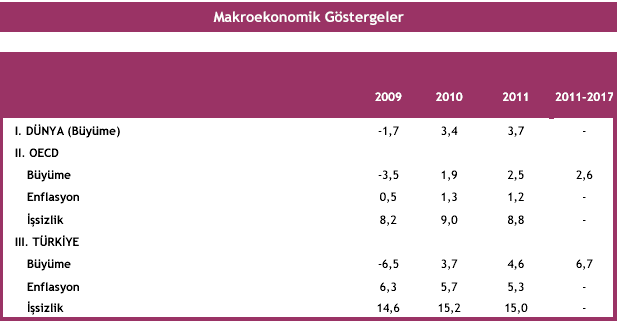 Makroekonomik Göstergeler
2009 2010 2011 2011-2017
I. DÜNYA (Büyüme) -1,7 3,4 3,7 -
II. OECD
Büyüme -3,5 1,9 2,5 2,6
Enflasyon 0,5 1,3 1,2 -
İşsizlik 8,2 9,0 8,8 -
III. TÜRKİYE
Büyüme -6,5 3,7 4,6 6,7
Enflasyon 6,3 5,7 5,3 -
İşsizlik 14,6 15,2 15,0 -